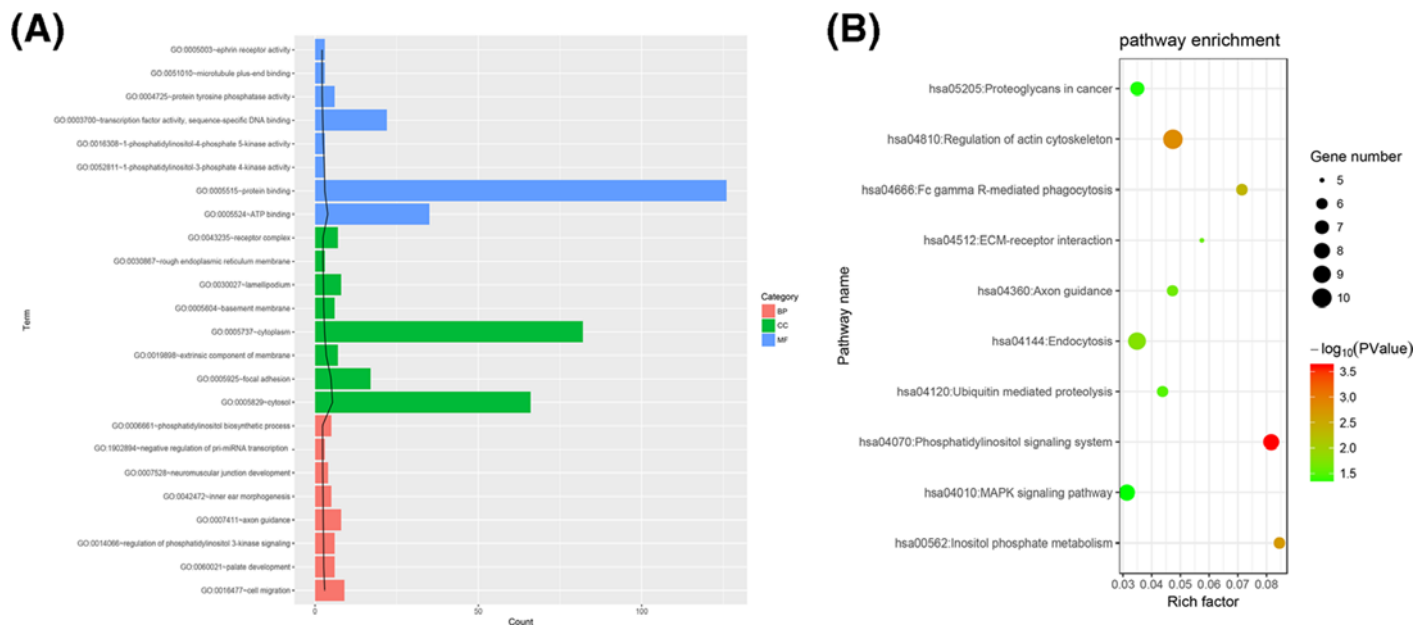 (A)
GO:0005003~ephrin receptor activity
GO:0051010~microtubule plus-end binding
GO:0004725~protein tyrosine phosphatase activity
GO:0003700~transcription factor activity, sequence-specific DNA binding
GO:0016308~1-phosphatidylinositol-4-phosphate 5-kinase activity
GO:0052811~1-phosphatidylinositol-3-phosphate 4-kinase activity
GO:0005515~protein binding
GO:0005524~ATP binding
GO:0043235~receptor complex
GO:0030867~rough endoplasmic reticulum membrane
GO:0030027~lamellipodium
GO:0005604~basement membrane
GO:0005737~cytoplasm
GO:0019898~extrinsic component of membrane
GO:0005925~focal adhesion
GO:0005829~cytosol
GO:0006661~phosphatidylinositol biosynthetic process
GO:1902894~negative regulation of pri-miRNA transcription
GO:0007528~neuromuscular junction development
GO:0042472~inner ear morphogenesis
GO:0007411~axon guidance
GO:0014066~regulation of phosphatidylinositol 3-kinase signaling
GO:0060021~palate development
GO:0016477~cell migration
Term
0
50
100
Count
Category
BP
CC
MF
(B)
pathway enrichment
hsa05205:Proteoglycans in cancer
hsa04810:Regulation of actin cytoskeleton
hsa04666:Fc gamma R-mediated phagocytosis
hsa04512:ECM-receptor interaction
hsa04360:Axon guidance
hsa04144:Endocytosis
hsa04120:Ubiquitin mediated proteolysis
hsa04070:Phosphatidylinositol signaling system
hsa04010:MAPK signaling pathway
hsa00562:Inositol phosphate metabolism
Pathway name
0.03 0.04 0.05 0.06 0.07 0.08
Rich factor
Gene number
5
6
7
8
9
10
−log₁₀(PValue)
3.5
3.0
2.5
2.0
1.5